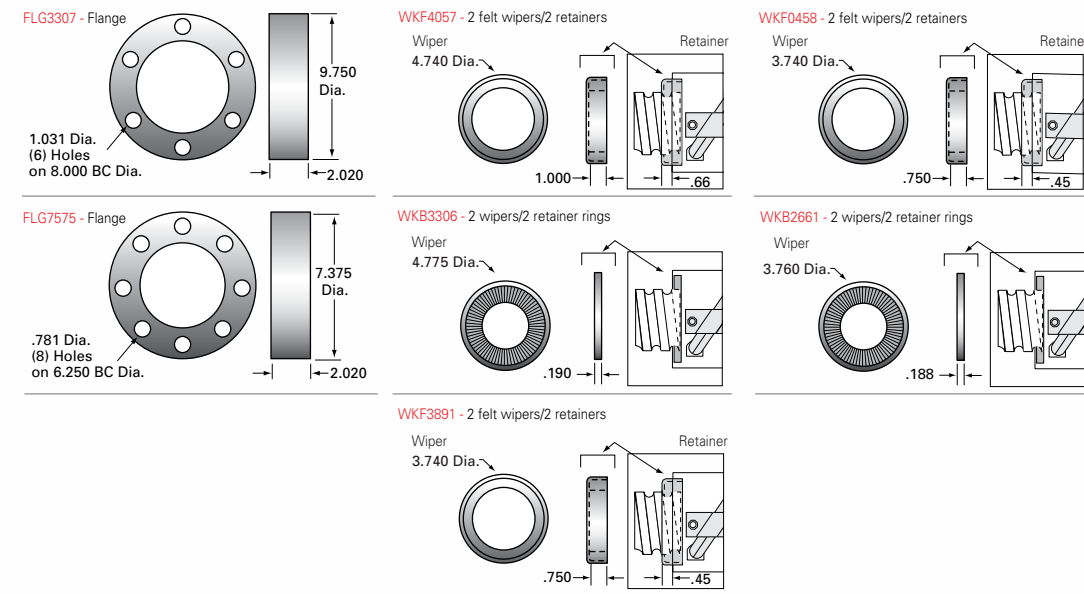 FLG3307 - Flange
9.750
Dia.
1.031 Dia.
(6) Holes
on 8.000 BC Dia.
2.020
WKF4057 - 2 felt wipers/2 retainers
Wiper
4.740 Dia.
Retainer
1.000
.66
WKF0458 - 2 felt wipers/2 retainers
Wiper
3.740 Dia.
Retaine
.750
.45
FLG7575 - Flange
7.375
Dia.
.781 Dia.
(8) Holes
on 6.250 BC Dia.
2.020
WKB3306 - 2 wipers/2 retainer rings
Wiper
4.775 Dia.
.190
WKB2661 - 2 wipers/2 retainer rings
Wiper
3.760 Dia.
.188
WKF3891 - 2 felt wipers/2 retainers
Wiper
3.740 Dia.
Retainer
.750
.45